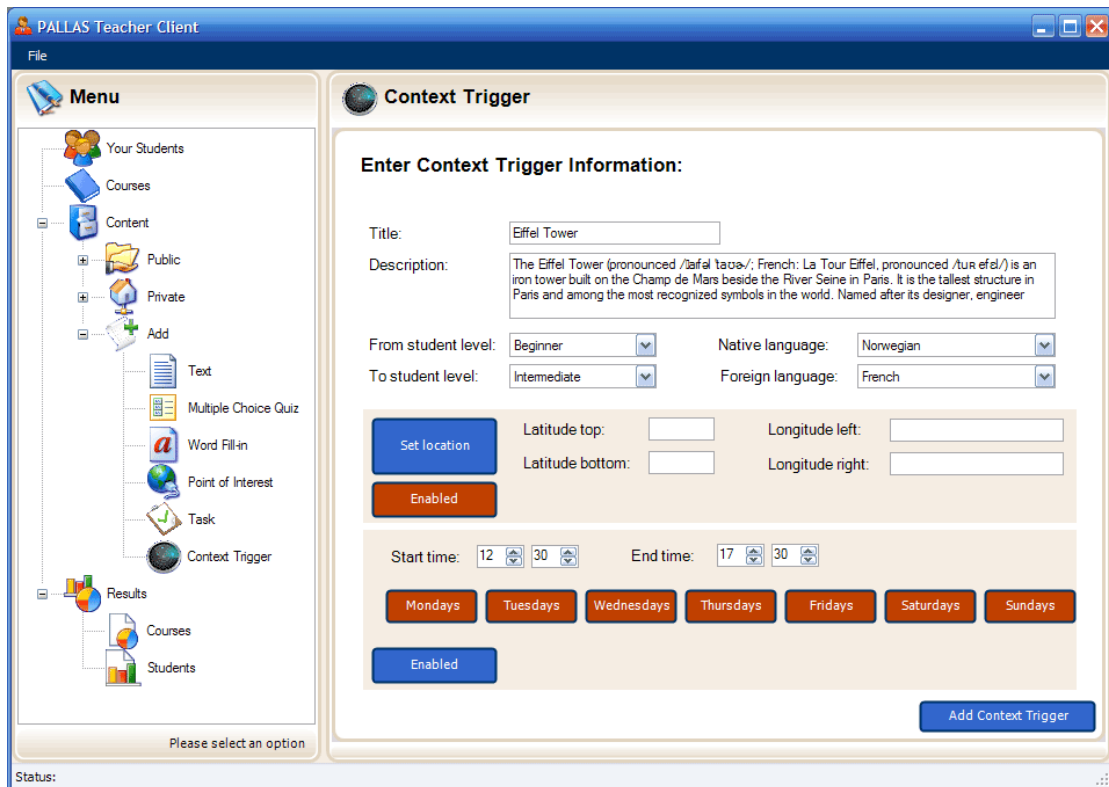 PALLAS Teacher Client
File
Menu
Your Students
Courses
Content
Public
Private
Add
Text
Multiple Choice Quiz
Word Fill-in
Point of Interest
Task
Context Trigger
Results
Courses
Students
Please select an option
Context Trigger
Enter Context Trigger Information:
Title: Eiffel Tower
Description: The Eiffel Tower (pronounced /ˈaɪfəl ˈtaʊɚ/; French: La Tour Eiffel, pronounced /tuʀ ɛfɛl/) is an
iron tower built on the Champ de Mars beside the River Seine in Paris. It is the tallest structure in
Paris and among the most recognized symbols in the world. Named after its designer, engineer
From student level: Beginner Native language: Norwegian
To student level: Intermediate Foreign language: French
Set location Latitude top: Longitude left:
Latitude bottom: Longitude right:
Enabled
Start time: 12 30 End time: 17 30
Mondays Tuesdays Wednesdays Thursdays Fridays Saturdays Sundays
Enabled
Add Context Trigger
Status: